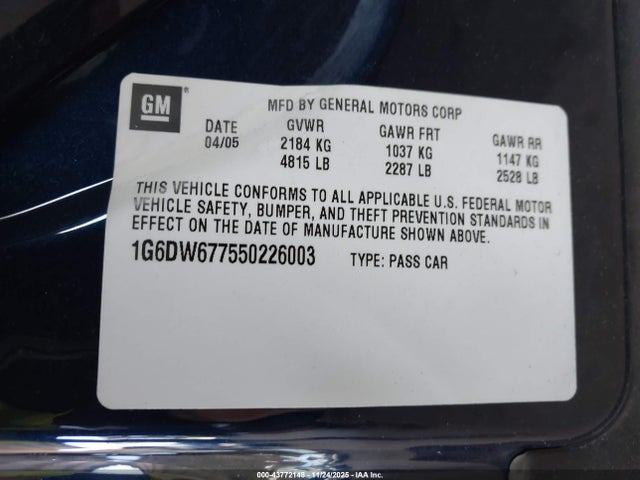 GM®
MFD BY GENERAL MOTORS CORP
DATE GVWR GAWR FRT GAWR RR
04/05 2184 KG 1037 KG 1147 KG
4815 LB 2287 LB 2528 LB
THIS VEHICLE CONFORMS TO ALL APPLICABLE U.S. FEDERAL MOTOR
VEHICLE SAFETY, BUMPER, AND THEFT PREVENTION STANDARDS IN
EFFECT ON THE DATE OF MANUFACTURE SHOWN ABOVE.
1G6DW677550226003 TYPE: PASS CAR
000-43772148 - 11/24/2025 - IAA Inc.